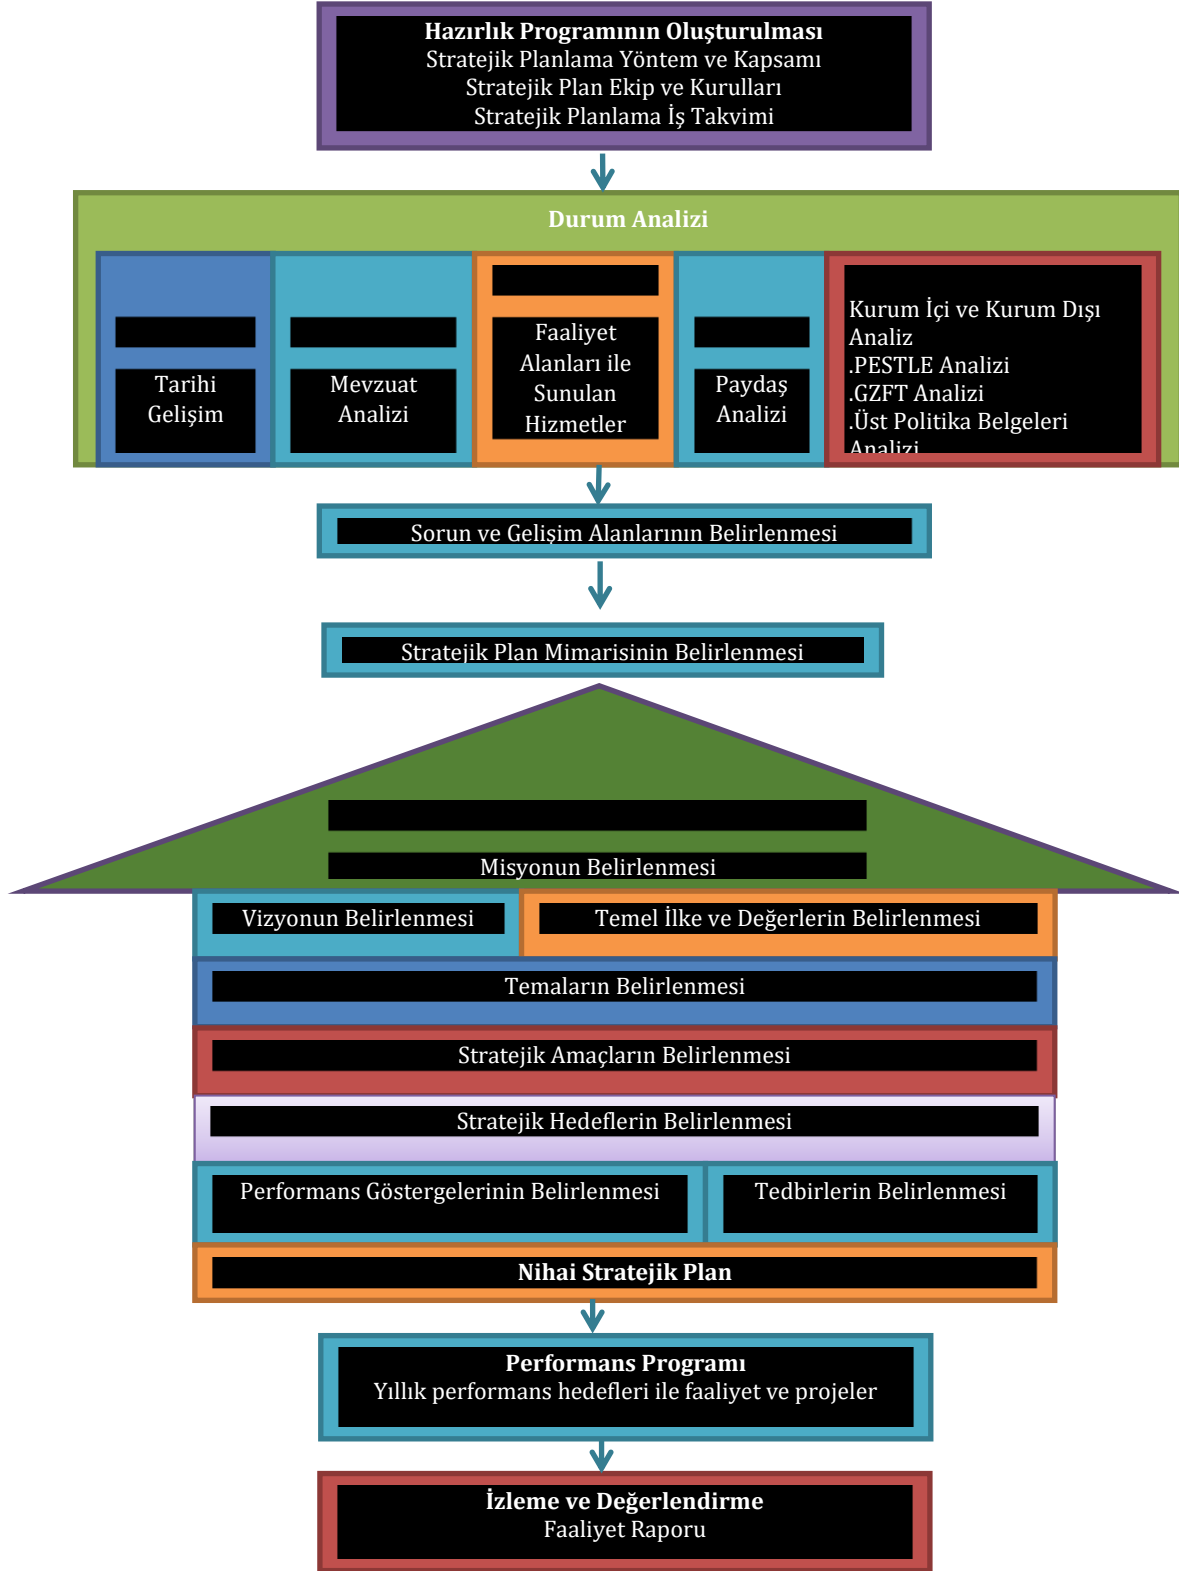 Hazırlık Programının Oluşturulması
Stratejik Planlama Yöntem ve Kapsamı
Stratejik Plan Ekip ve Kurulları
Stratejik Planlama İş Takvimi
Durum Analizi
Tarihi
Gelişim
Mevzuat
Analizi
Faaliyet
Alanları ile
Sunulan
Hizmetler
Paydaş
Analizi
Kurum İçi ve Kurum Dışı
Analiz
.PESTLE Analizi
.GZFT Analizi
.Üst Politika Belgeleri
Analizi
Sorun ve Gelişim Alanlarının Belirlenmesi
Stratejik Plan Mimarisinin Belirlenmesi
Misyonun Belirlenmesi
Vizyonun Belirlenmesi
Temel İlke ve Değerlerin Belirlenmesi
Temaların Belirlenmesi
Stratejik Amaçların Belirlenmesi
Stratejik Hedeflerin Belirlenmesi
Performans Göstergelerinin Belirlenmesi
Tedbirlerin Belirlenmesi
Nihai Stratejik Plan
Performans Programı
Yıllık performans hedefleri ile faaliyet ve projeler
İzleme ve Değerlendirme
Faaliyet Raporu